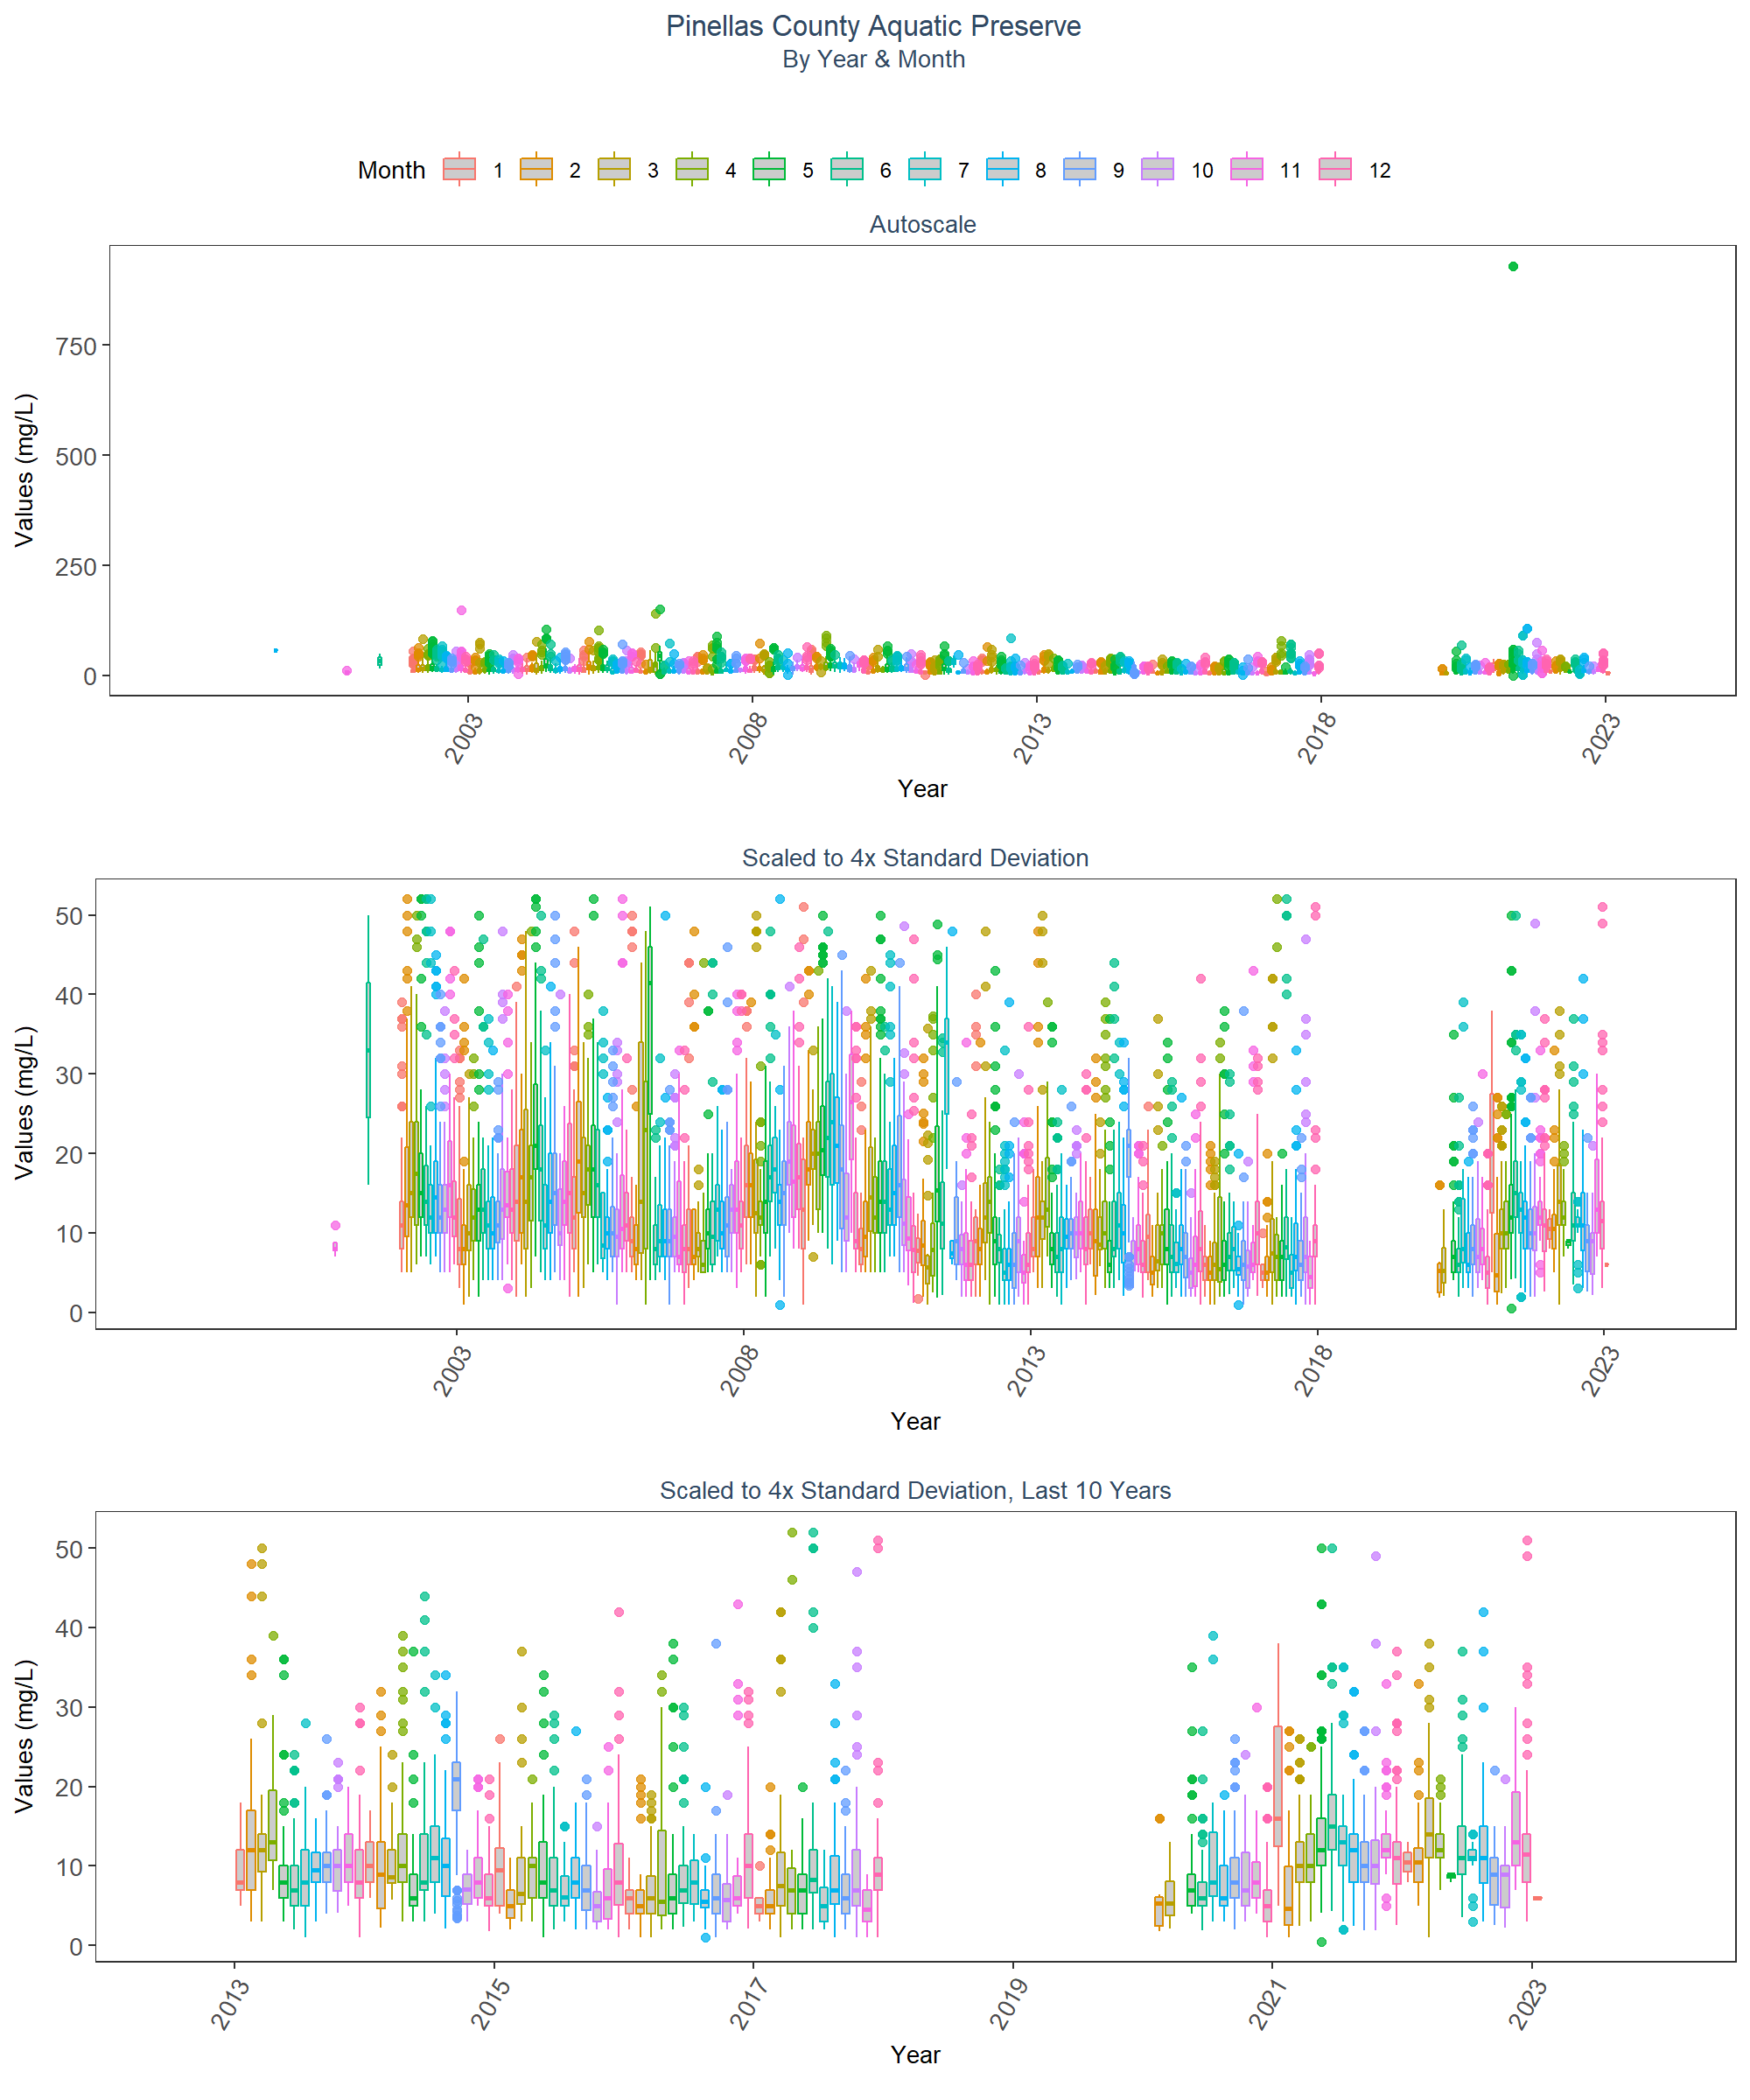 Pinellas County Aquatic Preserve
By Year & Month
Month 1 2 3 4 5 6 7 8 9 10 11 12
Autoscale
Values (mg/L)
750
500
250
0
2003 2008 2013 2018 2023
Year
Scaled to 4x Standard Deviation
Values (mg/L)
50
40
30
20
10
0
2003 2008 2013 2018 2023
Year
Scaled to 4x Standard Deviation, Last 10 Years
Values (mg/L)
50
40
30
20
10
0
2013 2015 2017 2019 2021 2023
Year